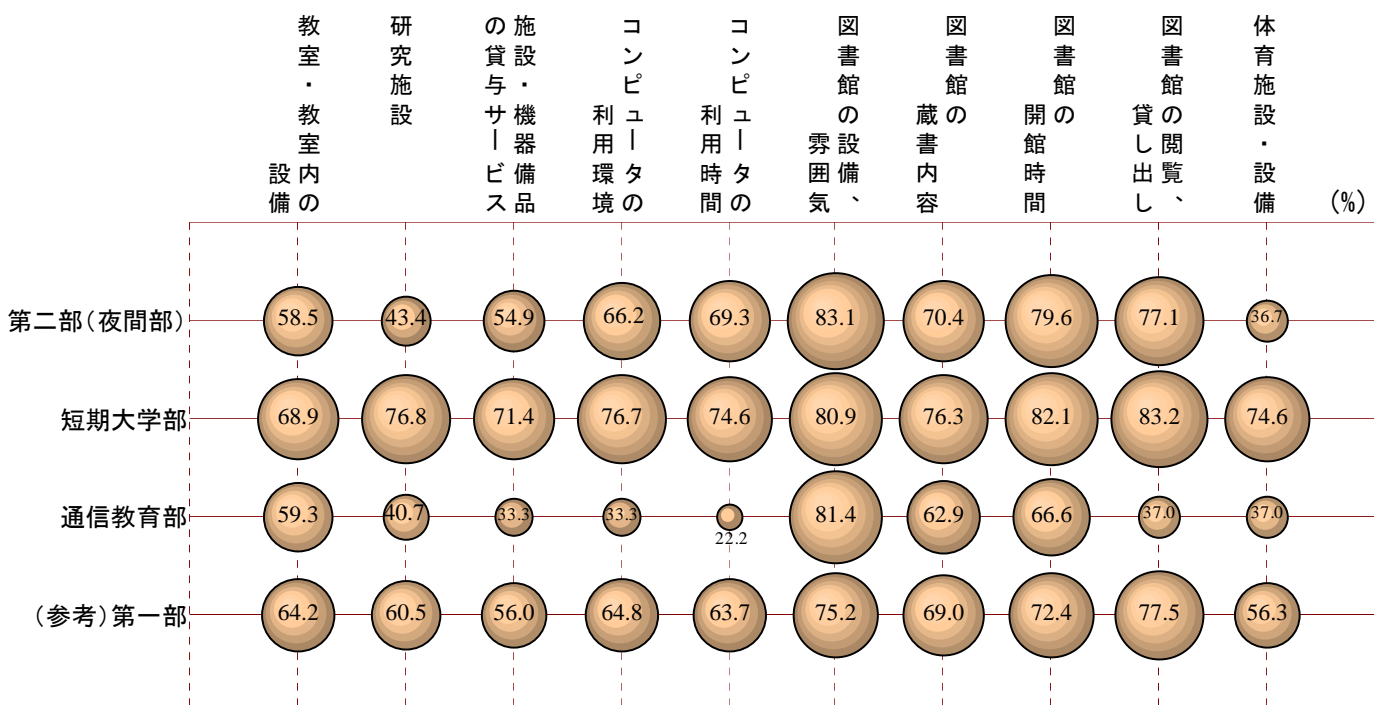 教室・教室内の
設備
研究施設
施設・機器備品
の貸与サービス
コンピュータの
利用環境
コンピュータの
利用時間
図書館の設備、
雰囲気
図書館の
蔵書内容
図書館の
開館時間
図書館の閲覧、
貸し出し
体育施設・設備
(%)
第二部(夜間部) 58.5 43.4 54.9 66.2 69.3 83.1 70.4 79.6 77.1 36.7
短期大学部 68.9 76.8 71.4 76.7 74.6 80.9 76.3 82.1 83.2 74.6
通信教育部 59.3 40.7 33.3 33.3 22.2 81.4 62.9 66.6 37.0 37.0
(参考)第一部 64.2 60.5 56.0 64.8 63.7 75.2 69.0 72.4 77.5 56.3